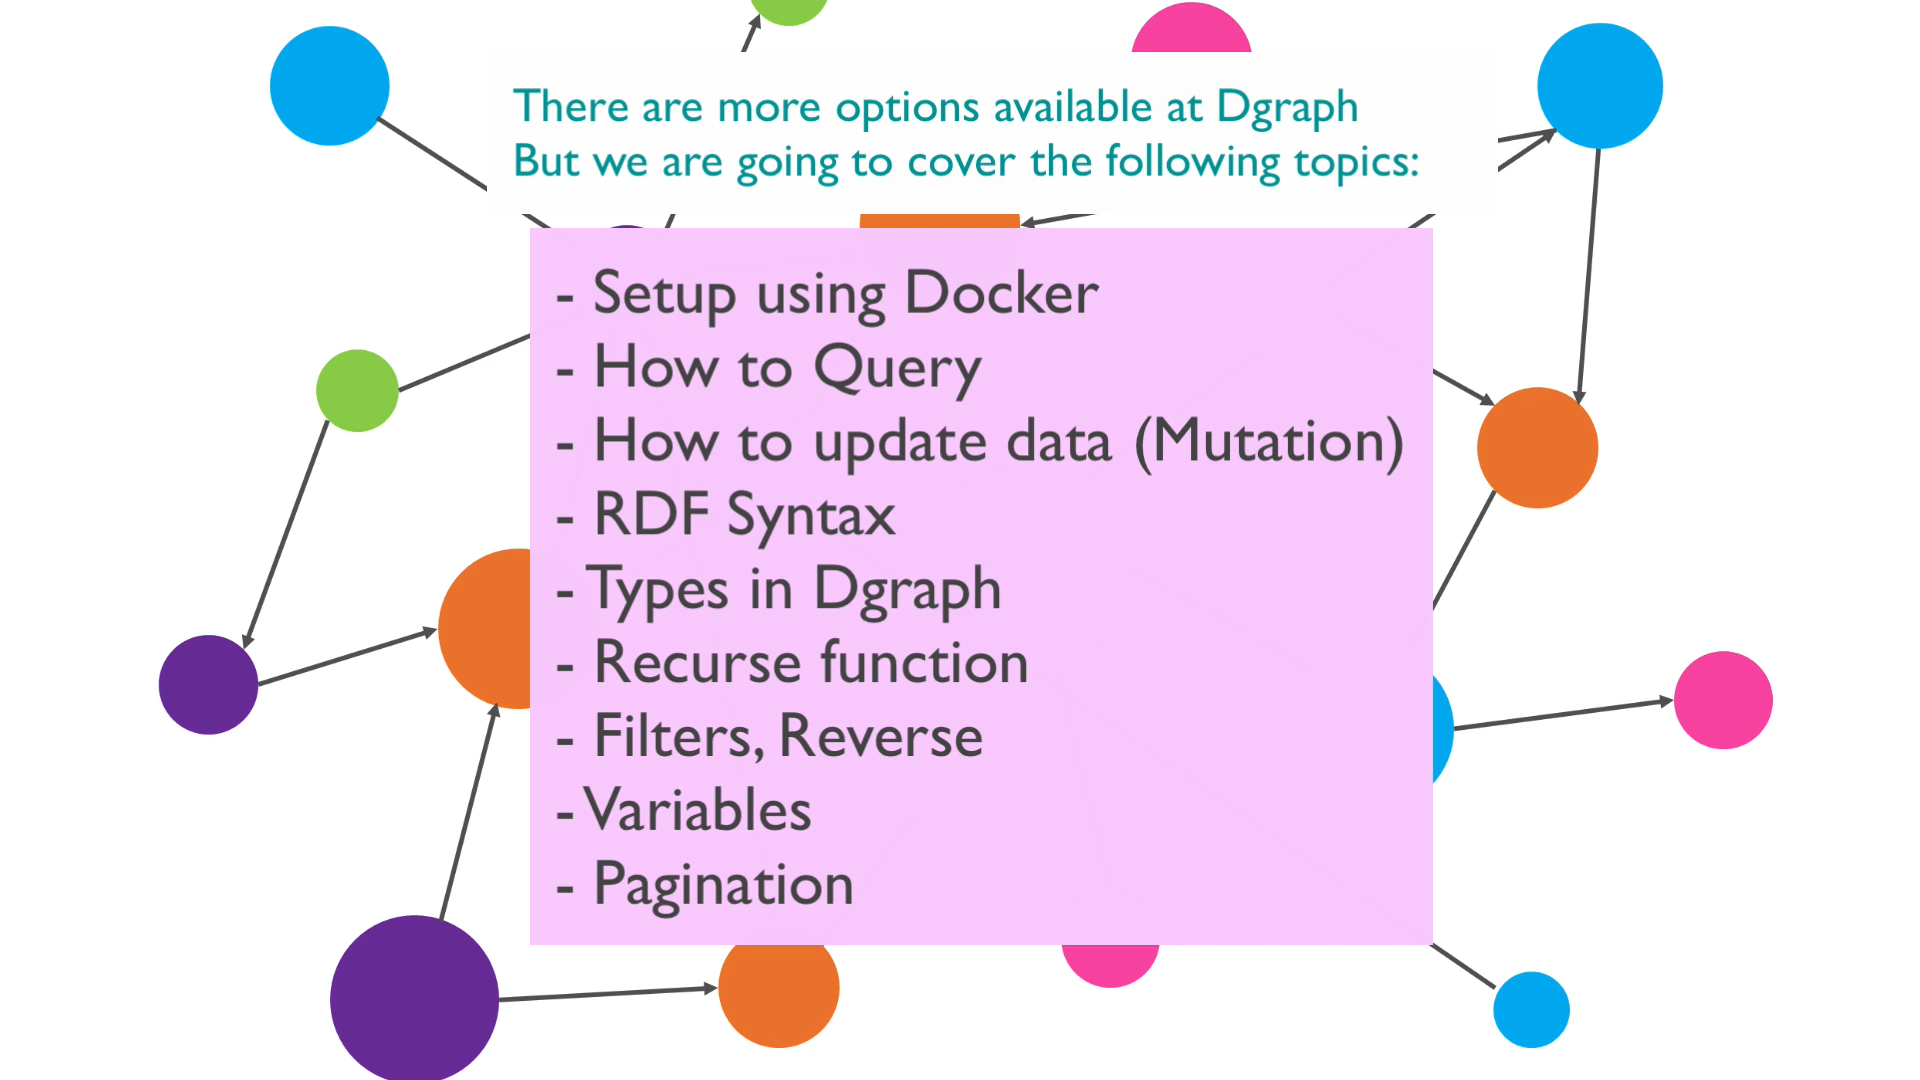 There are more options available at Dgraph
But we are going to cover the following topics:
- Setup using Docker
- How to Query
- How to update data (Mutation)
- RDF Syntax
- Types in Dgraph
- Recurse function
- Filters, Reverse
- Variables
- Pagination